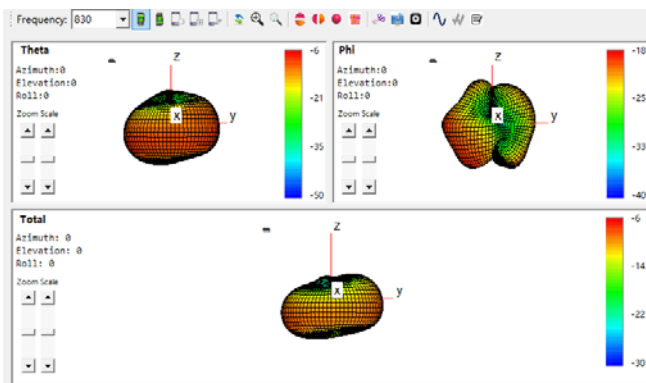 Frequency: 830
Theta
Azimuth:0
Elevation:0
Roll:0
Zoom Scale
z
y
x
-6
-21
-35
-50
Phi
Azimuth:0
Elevation:0
Roll:0
Zoom Scale
z
y
x
-18
-25
-33
-40
Total
Azimuth: 0
Elevation: 0
Roll: 0
Zoom Scale
z
y
x
-6
-14
-22
-30